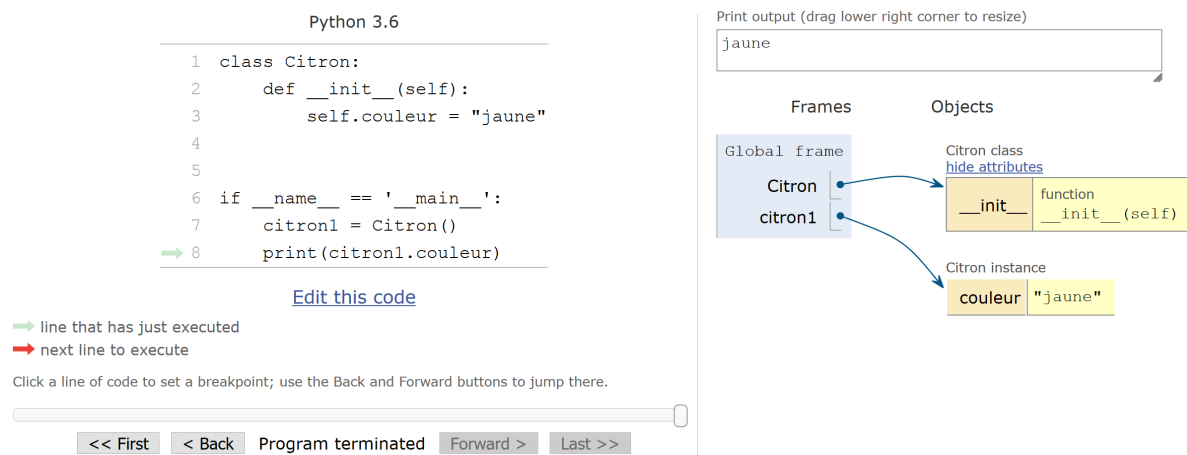 Python 3.6
1 class Citron:
2     def __init__(self):
3         self.couleur = "jaune"
4
5
6 if __name__ == '__main__':
7     citron1 = Citron()
8     print(citron1.couleur)
Edit this code
line that has just executed
next line to execute
Click a line of code to set a breakpoint; use the Back and Forward buttons to jump there.
<< First
< Back
Program terminated
Forward >
Last >>
Print output (drag lower right corner to resize)
jaune
Frames
Objects
Global frame
Citron
citron1
Citron class
hide attributes
__init__
function
__init__(self)
Citron instance
couleur
"jaune"